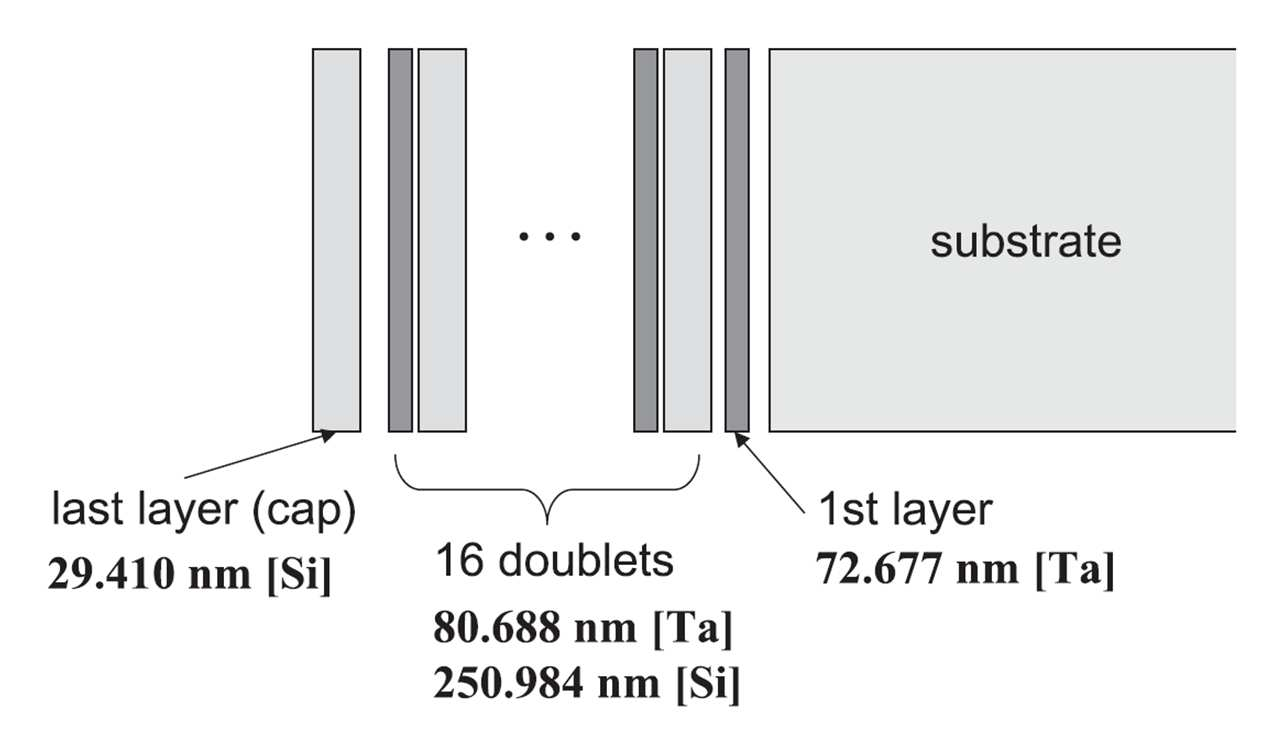 substrate
last layer (cap)
29.410 nm [Si]
16 doublets
80.688 nm [Ta]
250.984 nm [Si]
1st layer
72.677 nm [Ta]